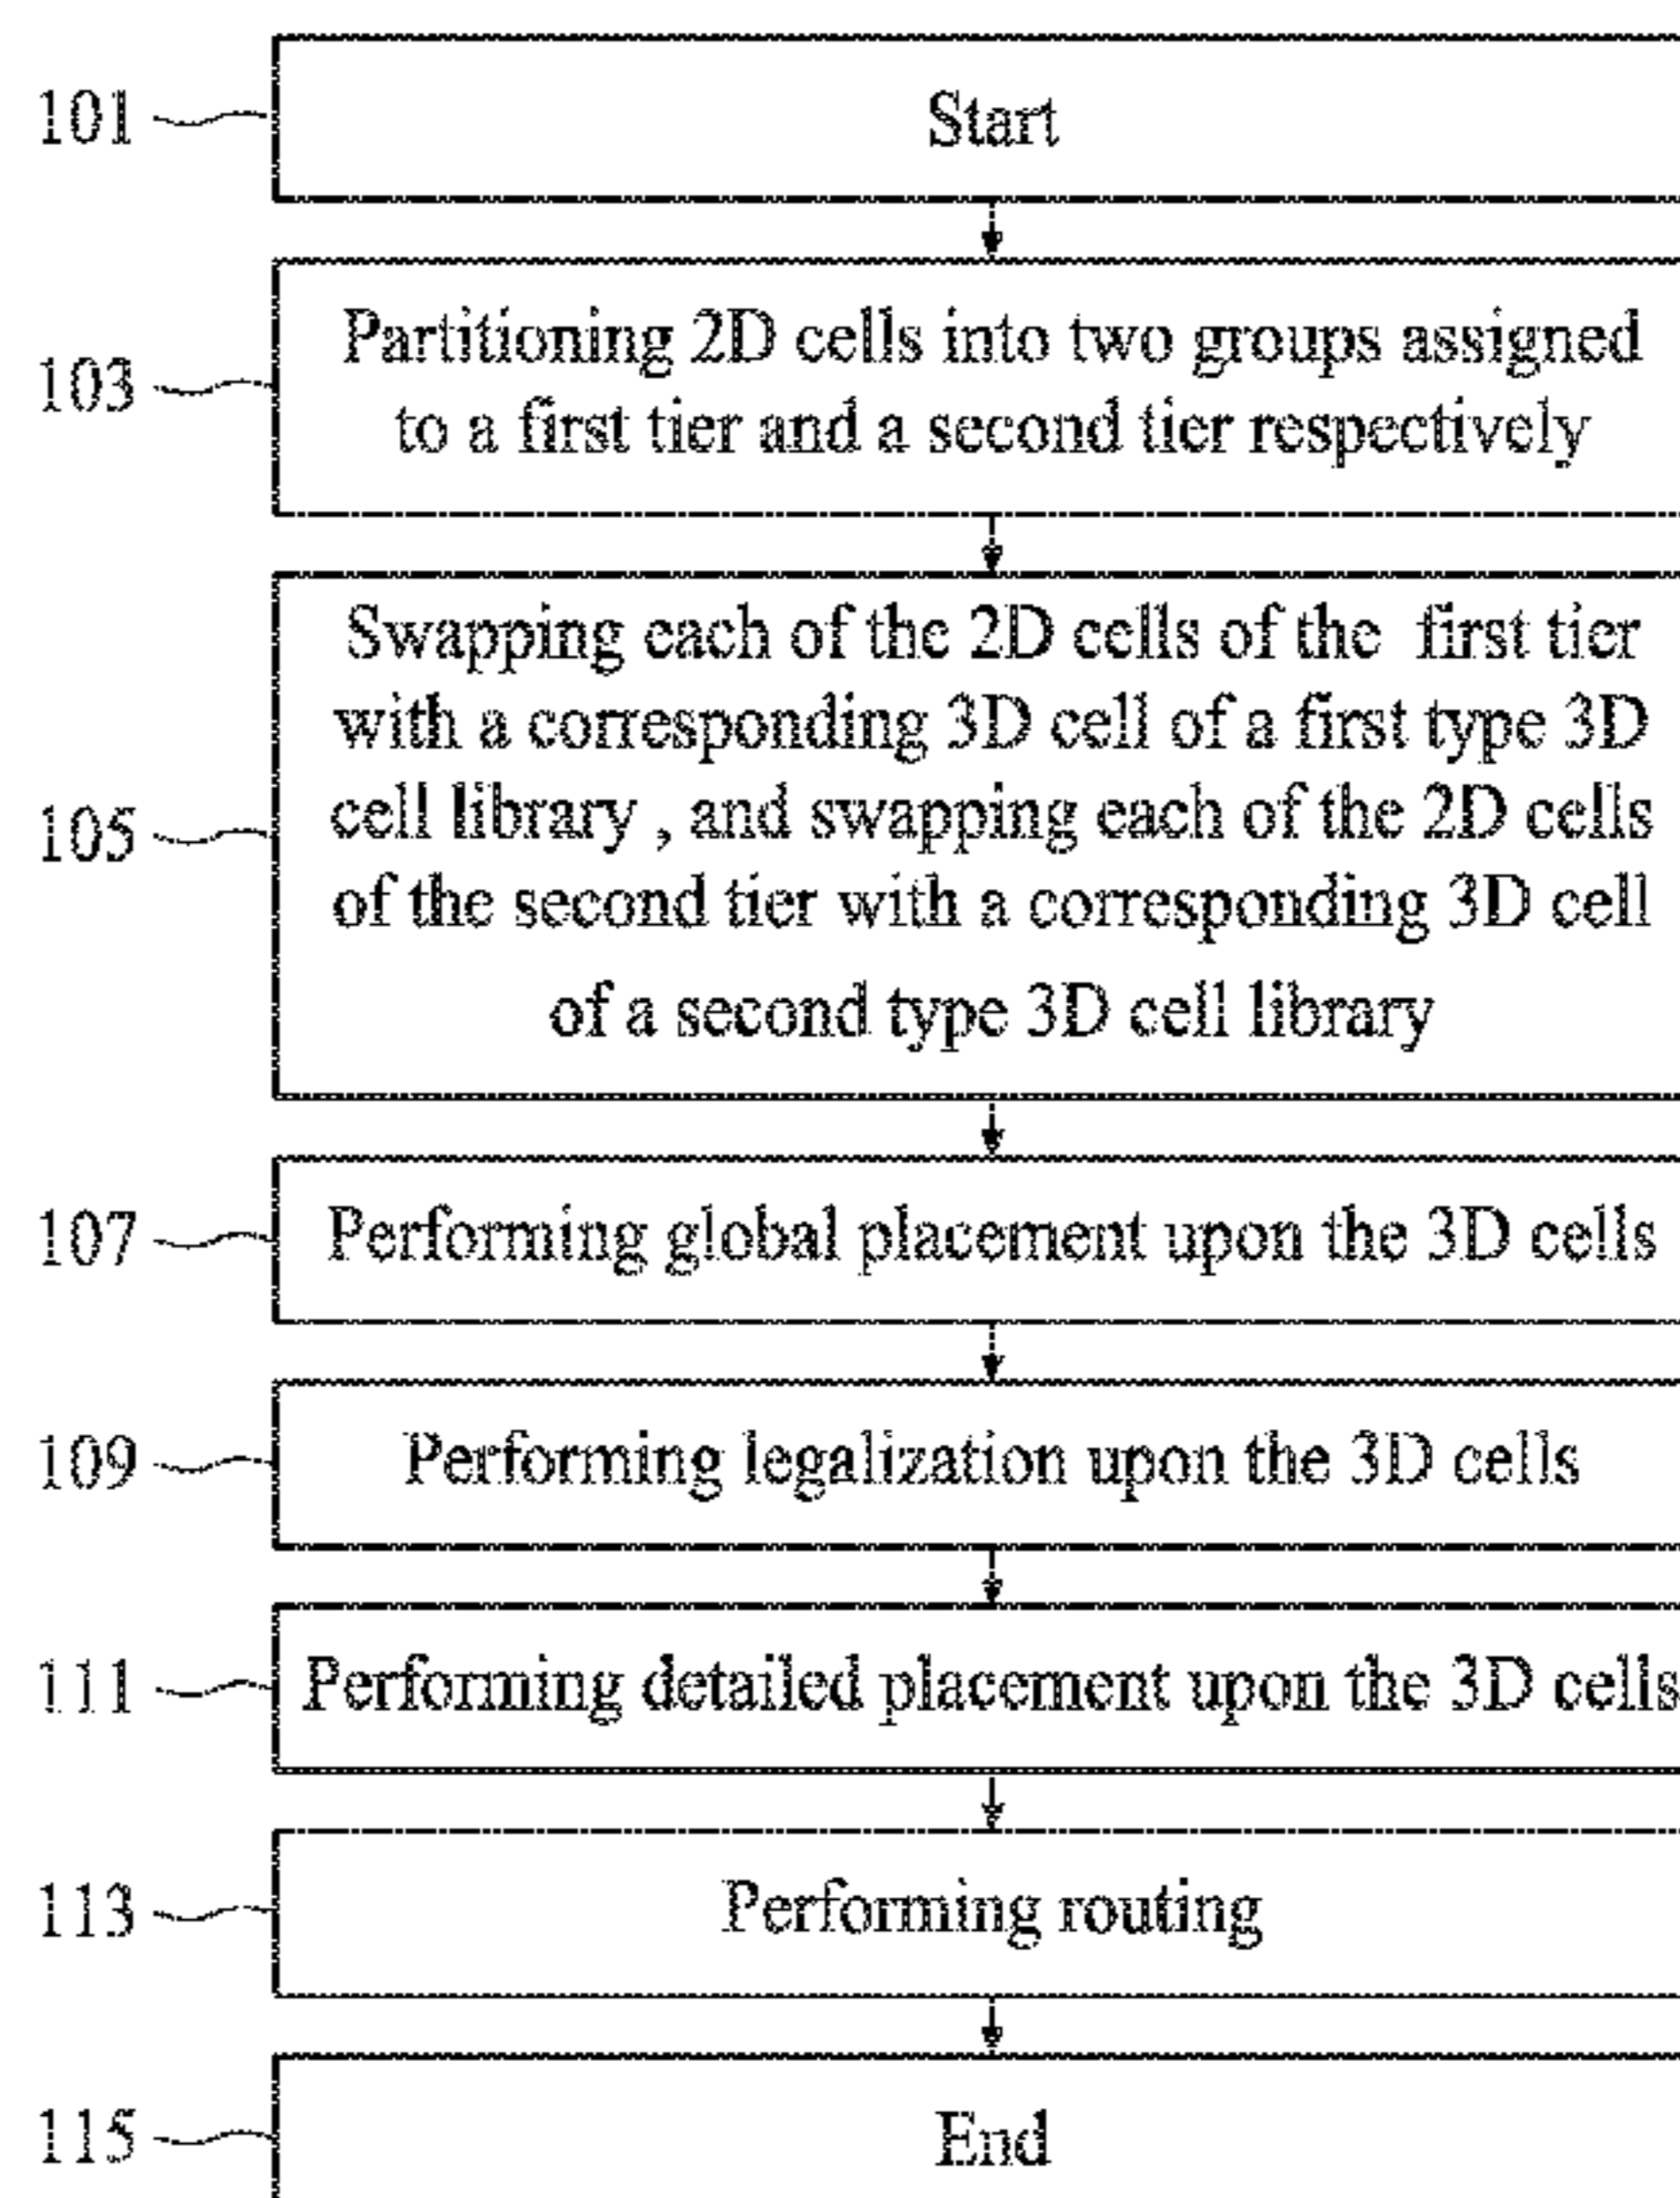 101
Start
103
Partitioning 2D cells into two groups assigned
to a first tier and a second tier respectively
105
Swapping each of the 2D cells of the first tier
with a corresponding 3D cell of a first type 3D
cell library , and swapping each of the 2D cells
of the second tier with a corresponding 3D cell
of a second type 3D cell library
107
Performing global placement upon the 3D cells
109
Performing legalization upon the 3D cells
111
Performing detailed placement upon the 3D cells
113
Performing routing
115
End